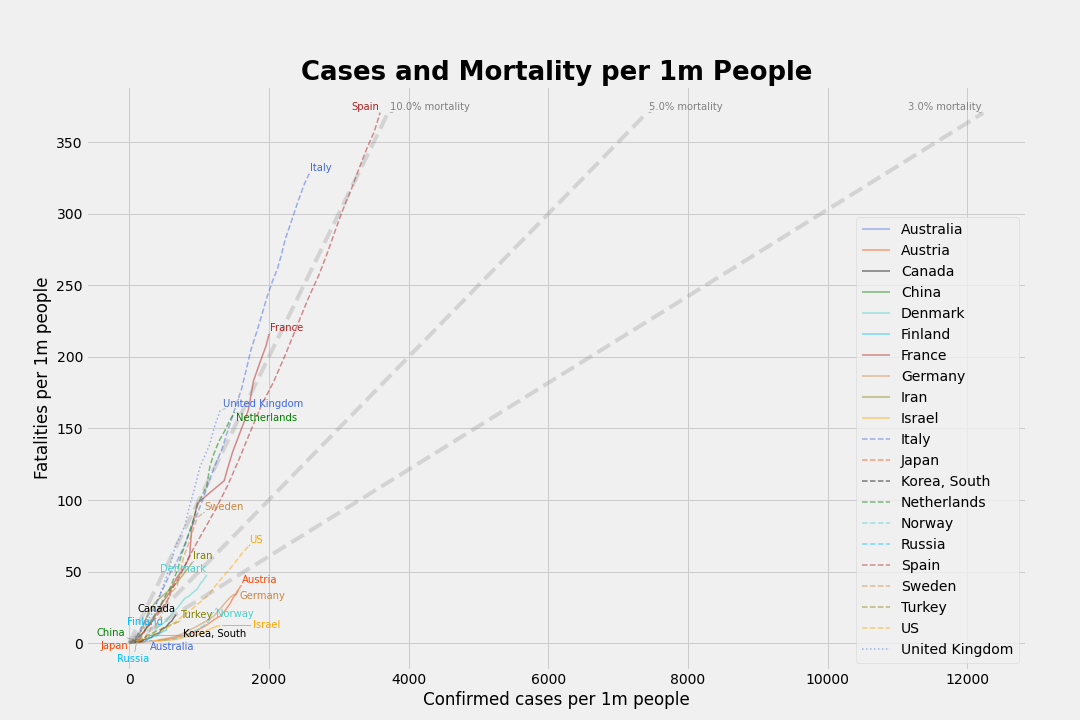 Cases and Mortality per 1m People
Spain
10.0% mortality
5.0% mortality
3.0% mortality
Italy
France
United Kingdom
Netherlands
Sweden
US
Iran
Denmark
Austria
Germany
Canada
Turkey
Norway
Finland
Israel
China
Korea, South
Japan
Australia
Russia
350
300
250
200
150
100
50
0
Fatalities per 1m people
0
2000
4000
6000
8000
10000
12000
Confirmed cases per 1m people
Australia
Austria
Canada
China
Denmark
Finland
France
Germany
Iran
Israel
Italy
Japan
Korea, South
Netherlands
Norway
Russia
Spain
Sweden
Turkey
US
United Kingdom